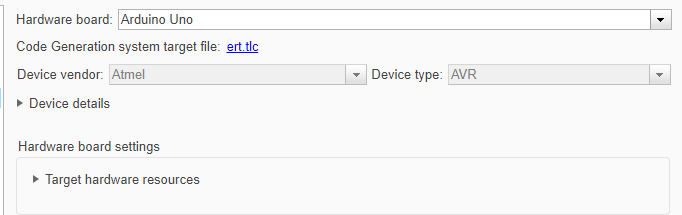 Hardware board: Arduino Uno
Code Generation system target file: ert.tlc
Device vendor: Atmel Device type: AVR
Device details
Hardware board settings
Target hardware resources